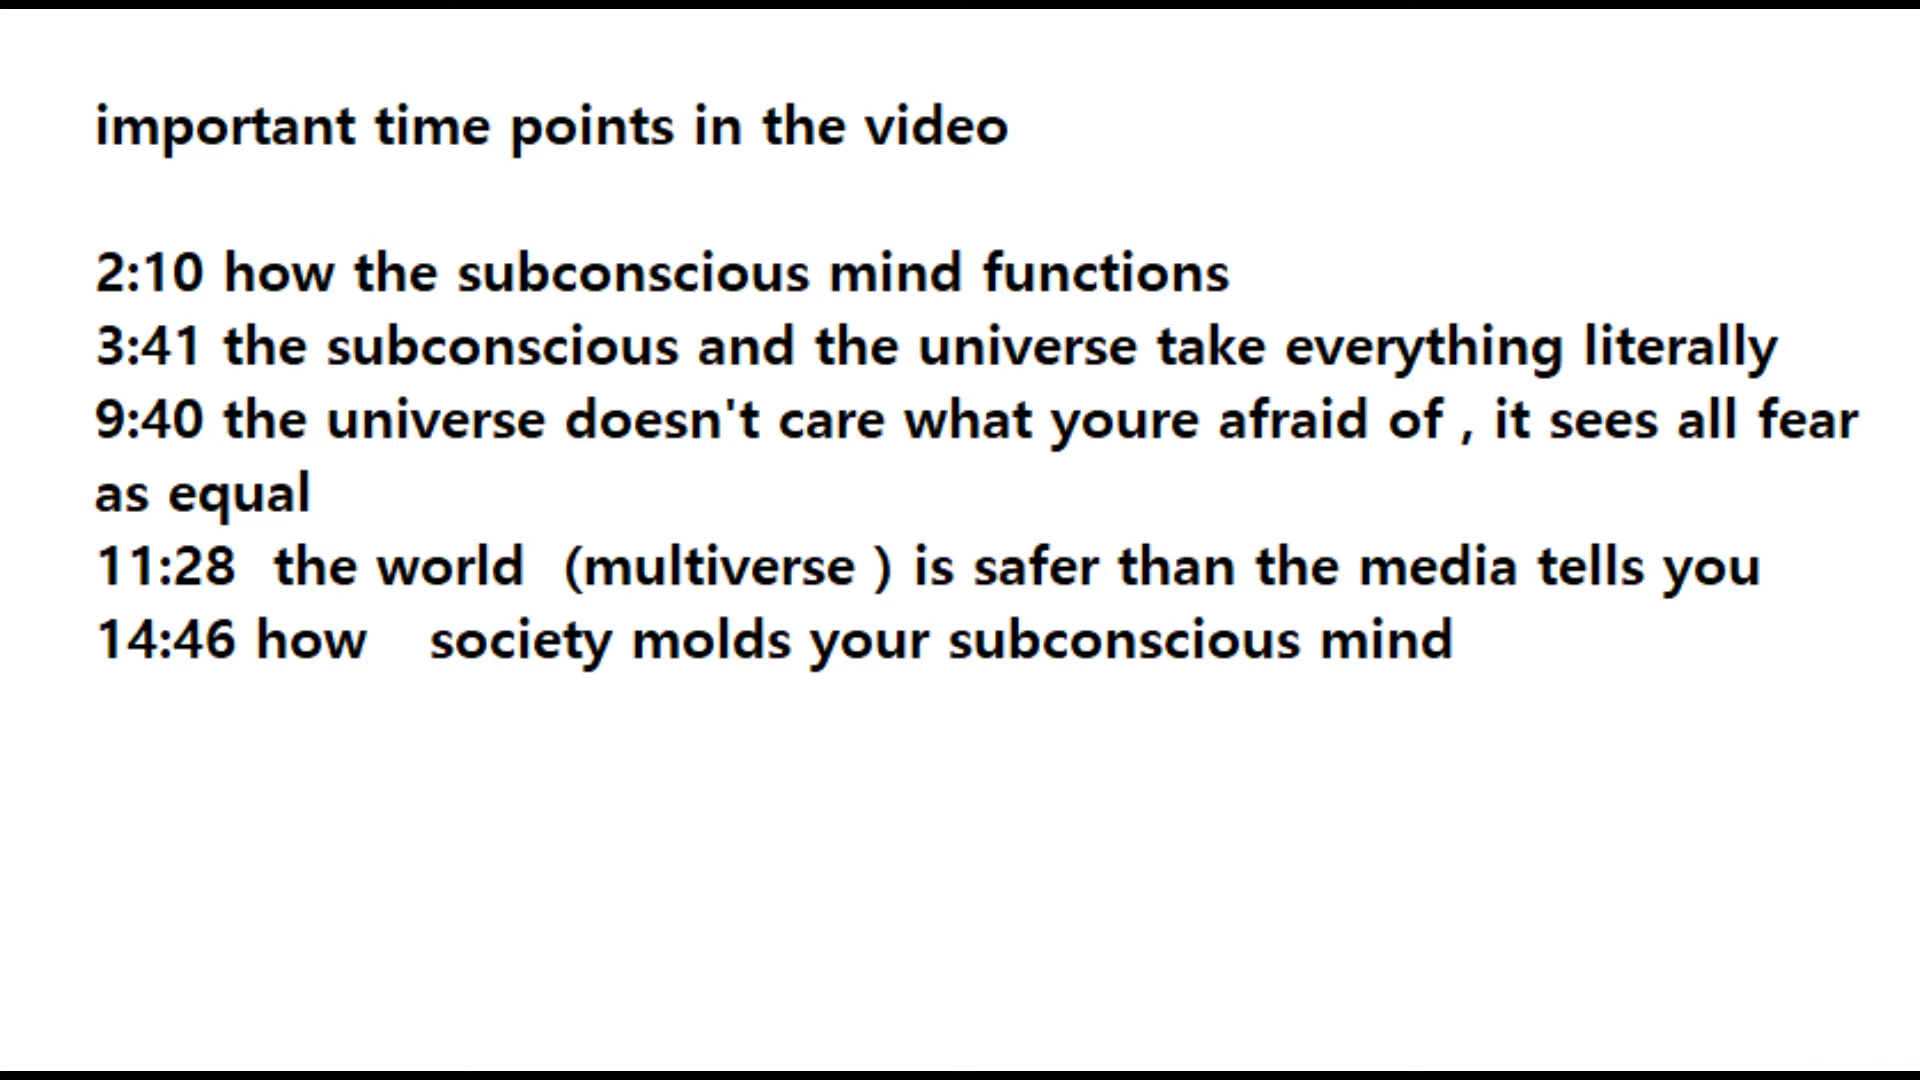 important time points in the video
2:10 how the subconscious mind functions
3:41 the subconscious and the universe take everything literally
9:40 the universe doesn't care what youre afraid of , it sees all fear
as equal
11:28  the world  (multiverse ) is safer than the media tells you
14:46 how   society molds your subconscious mind